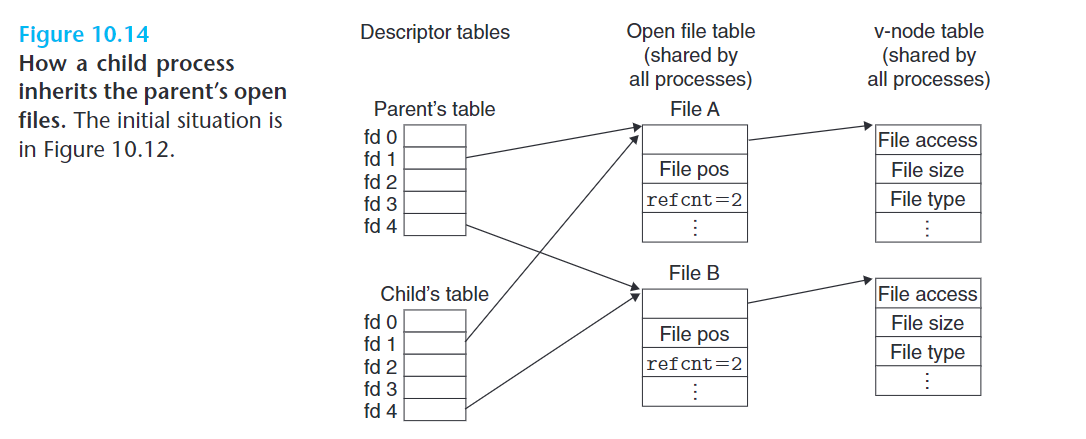 Figure 10.14
How a child process
inherits the parent's open
files. The initial situation is
in Figure 10.12.
Descriptor tables
Open file table
(shared by
all processes)
v-node table
(shared by
all processes)
Parent's table
fd 0
fd 1
fd 2
fd 3
fd 4
File A
File pos
refcnt=2
⋮
File access
File size
File type
⋮
Child's table
fd 0
fd 1
fd 2
fd 3
fd 4
File B
File pos
refcnt=2
⋮
File access
File size
File type
⋮